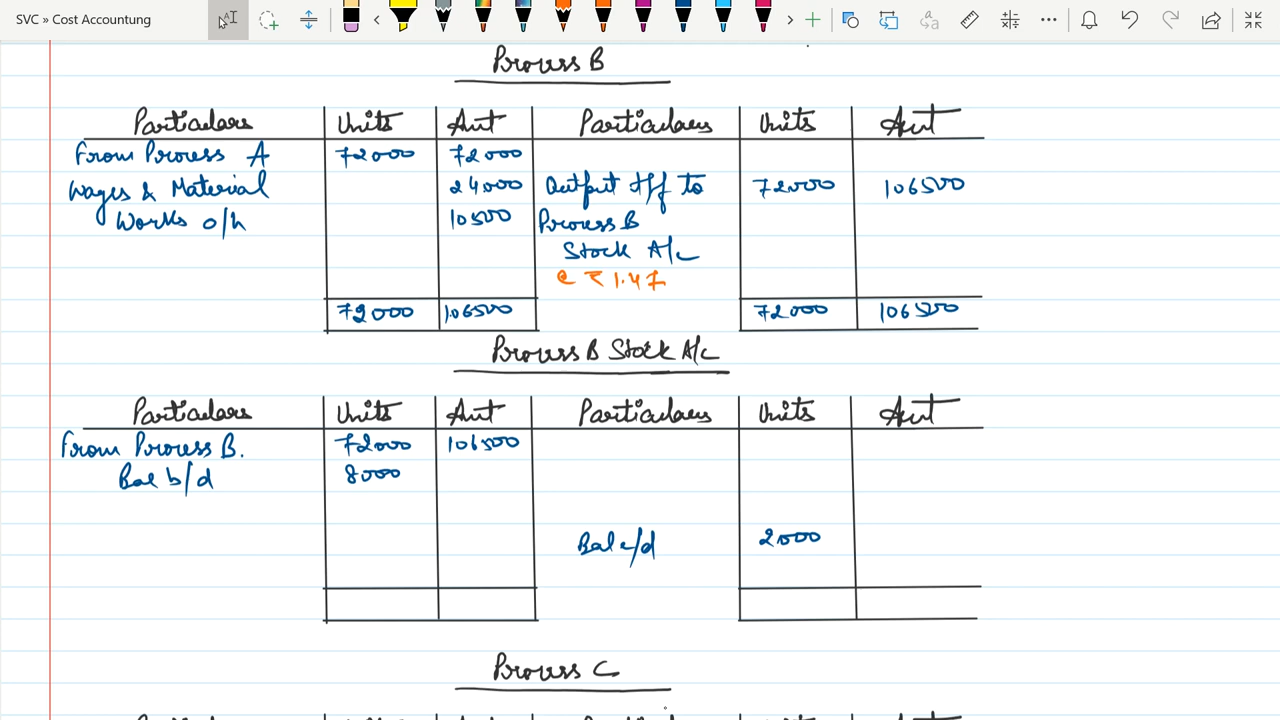 SVC » Cost Accountung
Process B
Particulars Units Amt Particulars Units Amt
From Process A 72000 72000
Wages & Material 24000 Output tff to 72000 106500
Works o/h 10500 Process B
Stock A/c
@ ₹ 1.47
72000 106500 72000 106500
Process B Stock A/c
Particulars Units Amt Particulars Units Amt
From Process B. 72000 106500
Bal b/d 8000
Bal c/d 2000
Process C